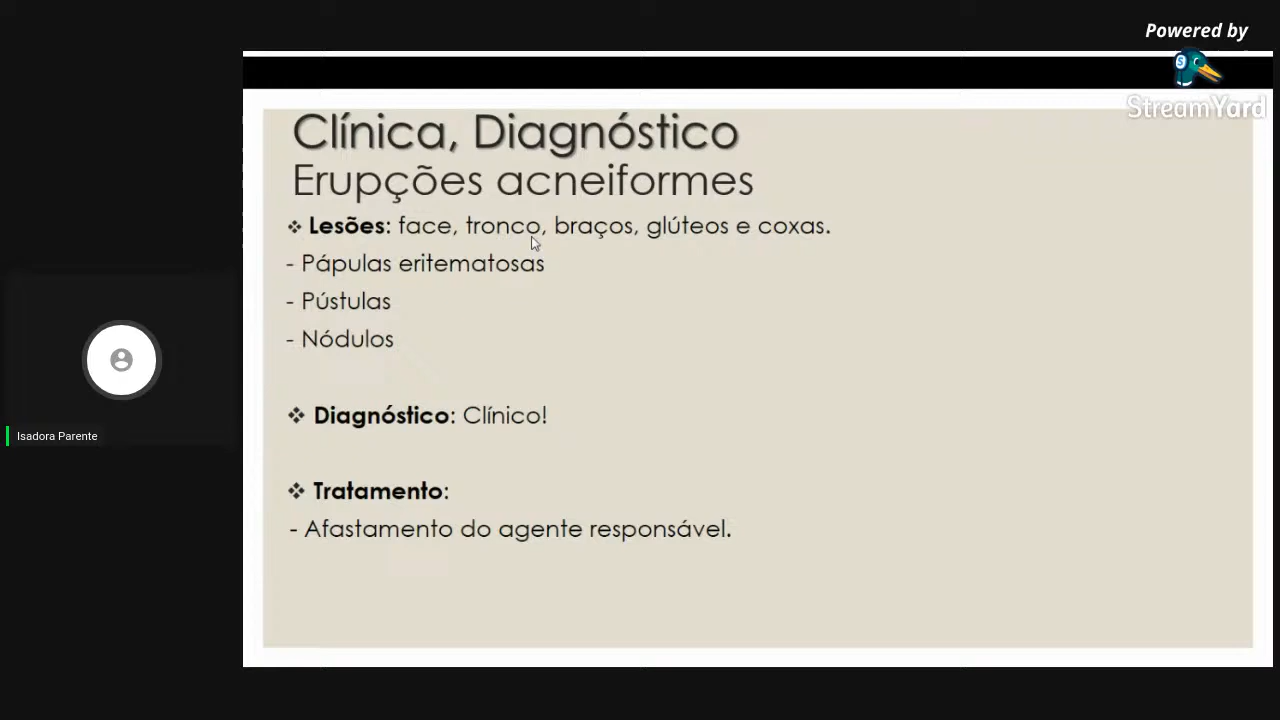 Powered by
StreamYard
Clínica, Diagnóstico
Erupções acneiformes
❖ Lesões: face, tronco, braços, glúteos e coxas.
- Pápulas eritematosas
- Pústulas
- Nódulos
❖ Diagnóstico: Clínico!
❖ Tratamento:
- Afastamento do agente responsável.
Isadora Parente